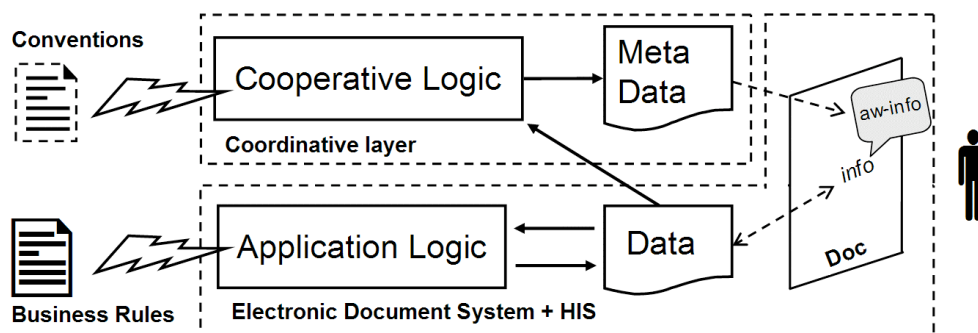 Conventions
Cooperative Logic
Meta
Data
aw-info
Coordinative layer
info
Application Logic
Data
Doc
Business Rules
Electronic Document System + HIS